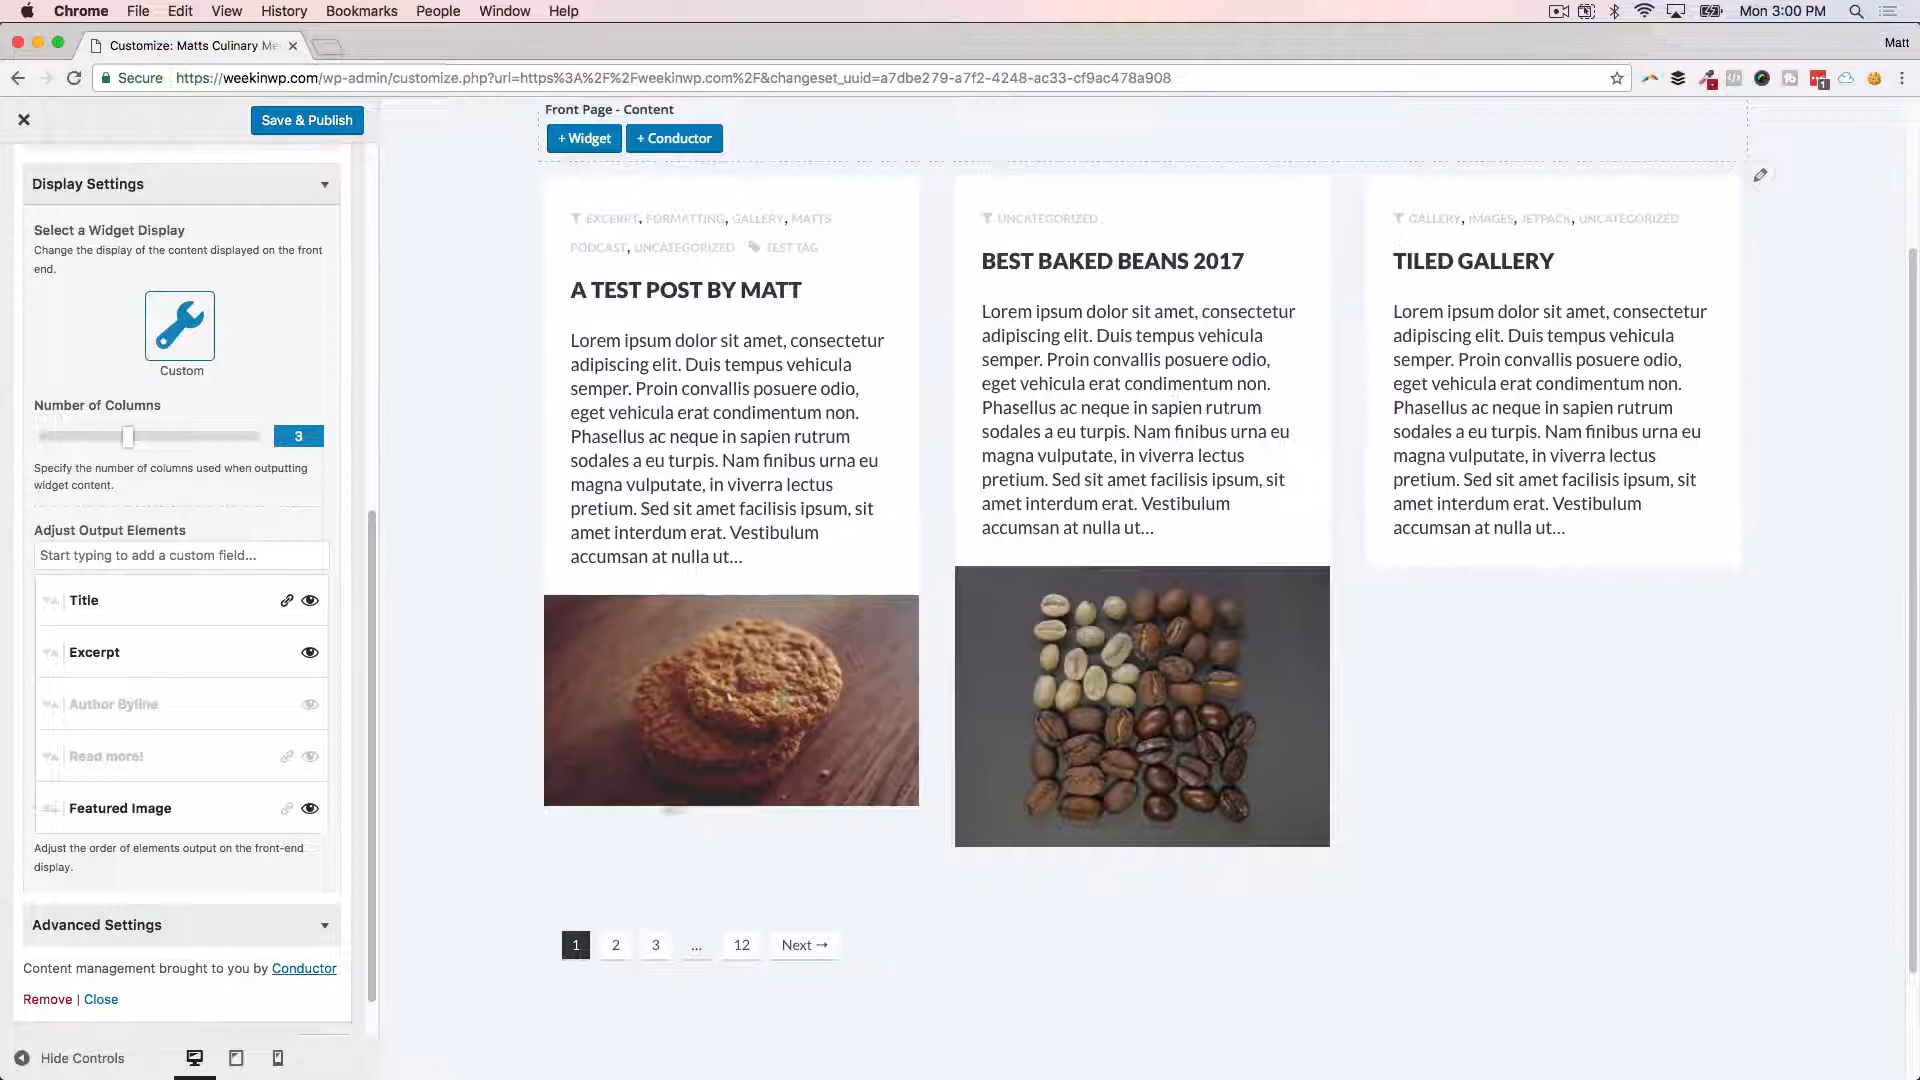 Chrome File Edit View History Bookmarks People Window Help Mon 3:00 PM
Customize: Matts Culinary Me Matt
Secure https://weekinwp.com/wp-admin/customize.php?url=https%3A%2F%2Fweekinwp.com%2F&changeset_uuid=a7dbe279-a7f2-4248-ac33-cf9ac478a908
Save & Publish
Display Settings
Select a Widget Display
Change the display of the content displayed on the front
end.
Custom
Number of Columns
3
Specify the number of columns used when outputting
widget content.
Adjust Output Elements
Start typing to add a custom field...
Title
Excerpt
Author Byline
Read more!
Featured Image
Adjust the order of elements output on the front-end
display.
Advanced Settings
Content management brought to you by Conductor
Remove | Close
Hide Controls
Front Page - Content
+ Widget + Conductor
EXCERPT, FORMATTING, GALLERY, MATTS
PODCAST, UNCATEGORIZED TEST TAG
A TEST POST BY MATT
Lorem ipsum dolor sit amet, consectetur
adipiscing elit. Duis tempus vehicula
semper. Proin convallis posuere odio,
eget vehicula erat condimentum non.
Phasellus ac neque in sapien rutrum
sodales a eu turpis. Nam finibus urna eu
magna vulputate, in viverra lectus
pretium. Sed sit amet facilisis ipsum, sit
amet interdum erat. Vestibulum
accumsan at nulla ut…
UNCATEGORIZED
BEST BAKED BEANS 2017
Lorem ipsum dolor sit amet, consectetur
adipiscing elit. Duis tempus vehicula
semper. Proin convallis posuere odio,
eget vehicula erat condimentum non.
Phasellus ac neque in sapien rutrum
sodales a eu turpis. Nam finibus urna eu
magna vulputate, in viverra lectus
pretium. Sed sit amet facilisis ipsum, sit
amet interdum erat. Vestibulum
accumsan at nulla ut…
GALLERY, IMAGES, JETPACK, UNCATEGORIZED
TILED GALLERY
Lorem ipsum dolor sit amet, consectetur
adipiscing elit. Duis tempus vehicula
semper. Proin convallis posuere odio,
eget vehicula erat condimentum non.
Phasellus ac neque in sapien rutrum
sodales a eu turpis. Nam finibus urna eu
magna vulputate, in viverra lectus
pretium. Sed sit amet facilisis ipsum, sit
amet interdum erat. Vestibulum
accumsan at nulla ut…
1 2 3 … 12 Next →